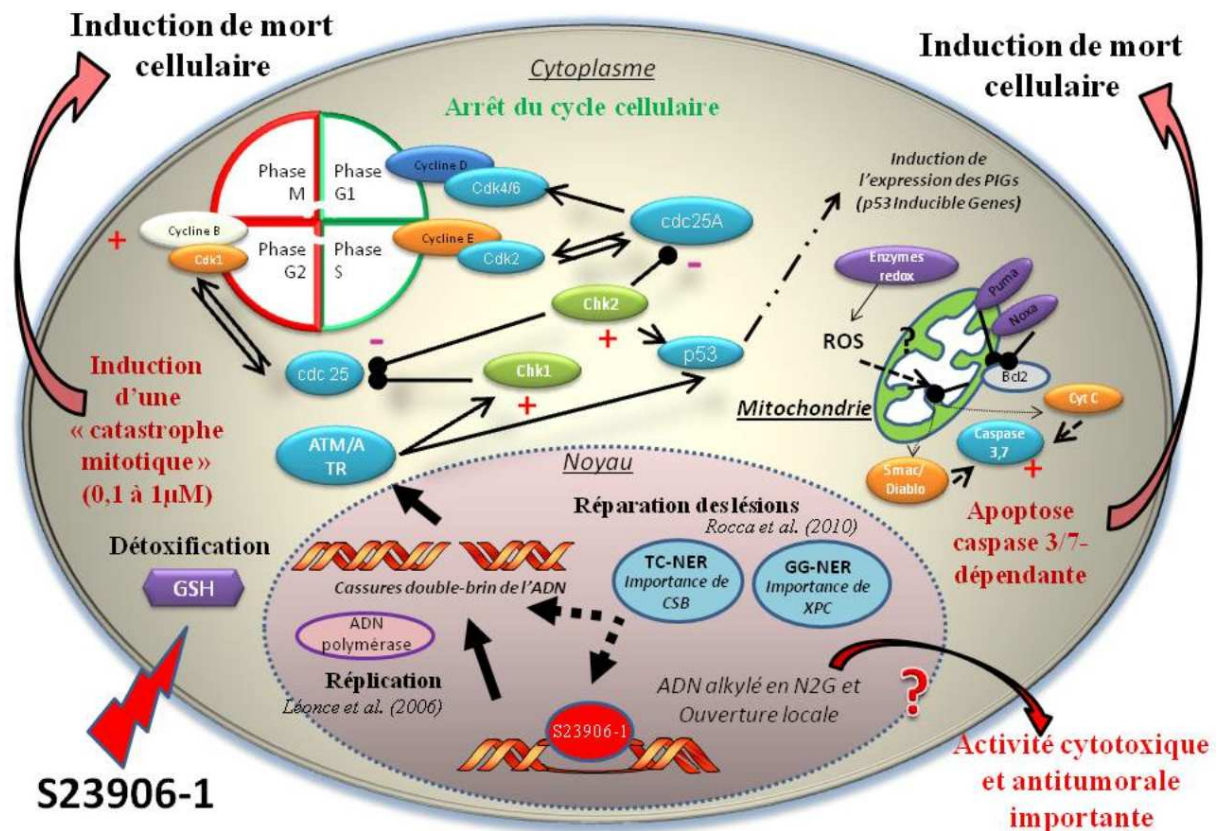 Induction de mort
cellulaire
Induction de mort
cellulaire
Cytoplasme
Arrêt du cycle cellulaire
Phase
M
Phase
G1
Phase
G2
Phase
S
Cycline D
Cdk4/6
Cycline E
Cdk2
Cycline B
Cdk1
+
cdc25A
-
Induction de
l'expression des PIGs
(p53 Inducible Genes)
Enzymes
redox
Puma
Noxa
ROS
?
Bcl2
Mitochondrie
Cyt C
Caspase
3,7
+
Smac/
Diablo
Chk2
+
p53
-
cdc 25
Chk1
+
ATM/A
TR
Induction
d'une
« catastrophe
mitotique »
(0,1 à 1µM)
Apoptose
caspase 3/7-
dépendante
Détoxification
GSH
S23906-1
Noyau
Réparation des lésions
Rocca et al. (2010)
TC-NER
Importance de
CSB
GG-NER
Importance de
XPC
Cassures double-brin de l'ADN
ADN
polymérase
Réplication
Léonce et al. (2006)
S23906-1
ADN alkylé en N2G et
Ouverture locale
?
Activité cytotoxique
et antitumorale
importante